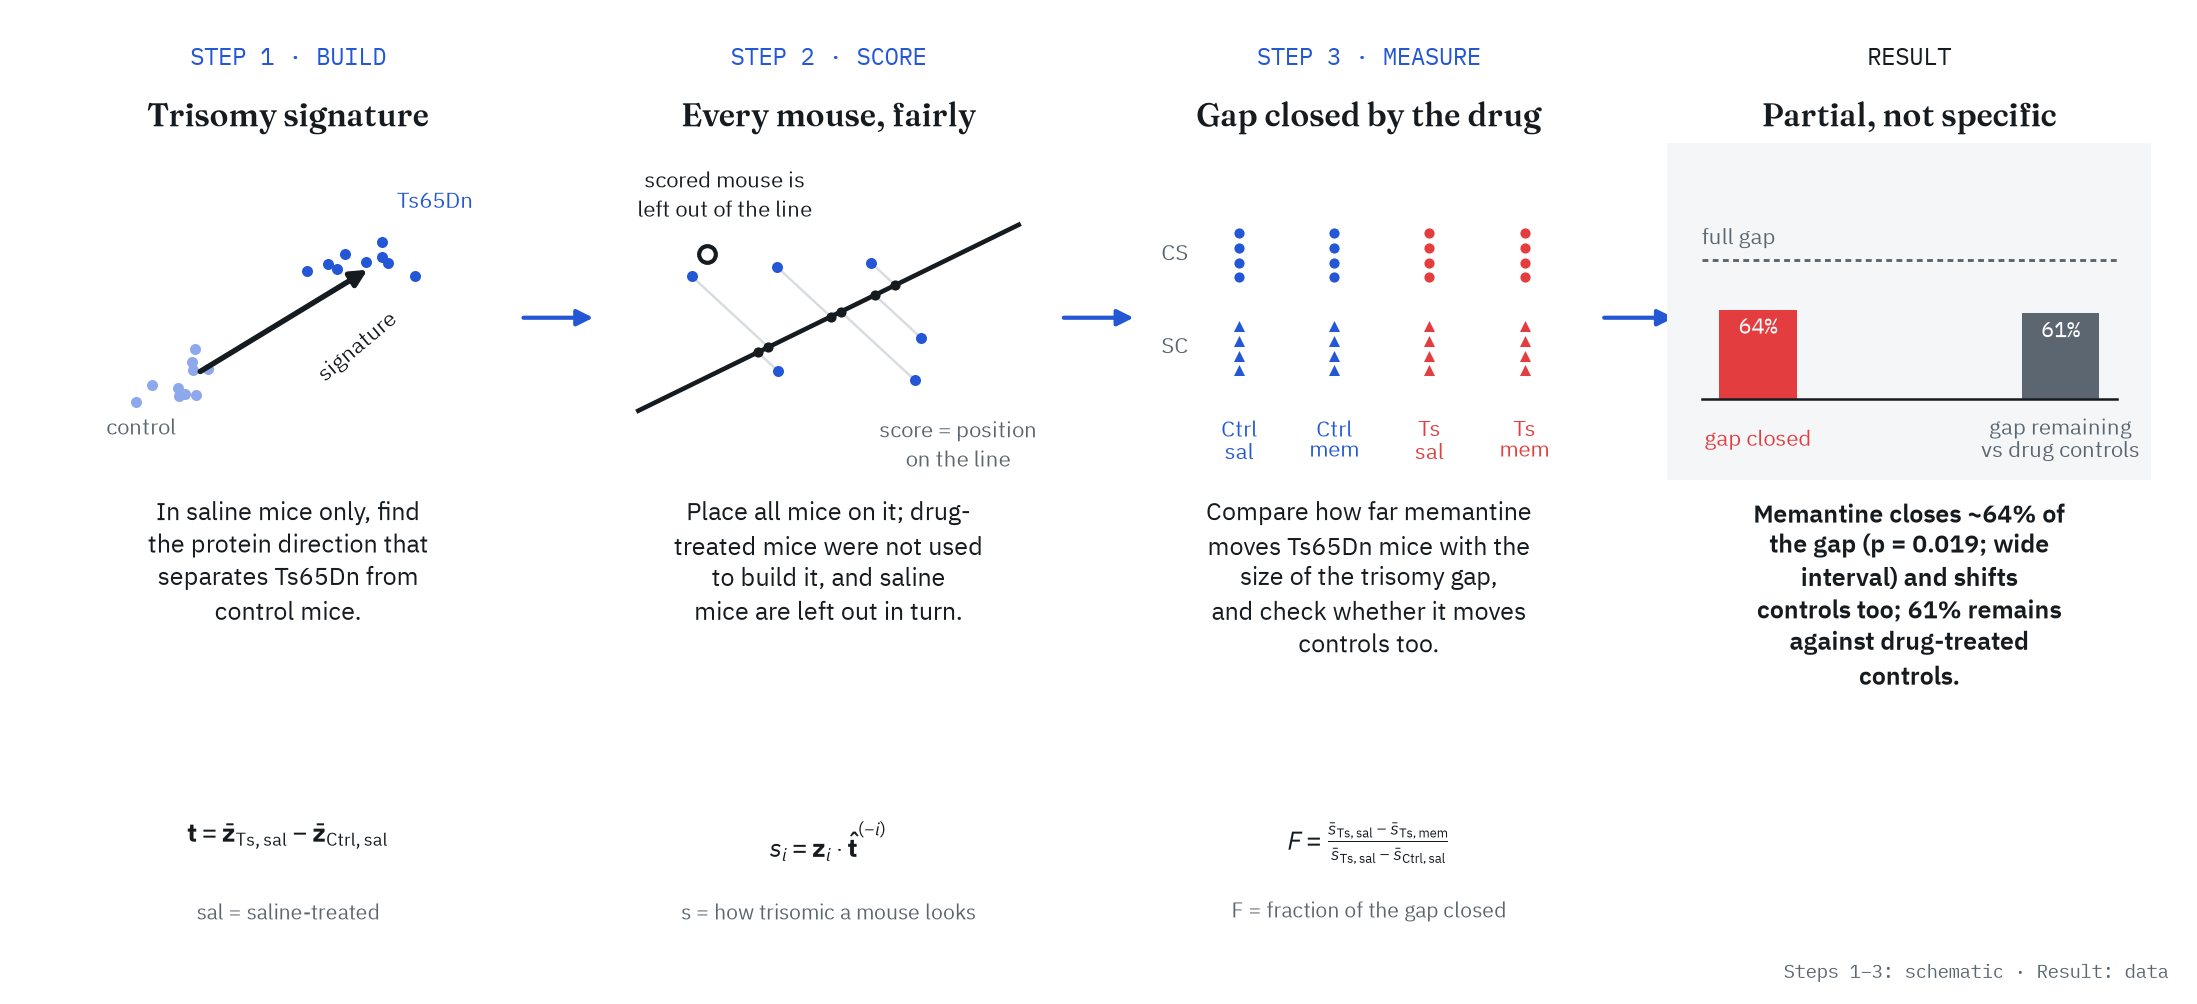 STEP 1 · BUILD
Trisomy signature
Ts65Dn
signature
control
In saline mice only, find
the protein direction that
separates Ts65Dn from
control mice.
t = z̄Ts, sal − z̄Ctrl, sal
sal = saline-treated
STEP 2 · SCORE
Every mouse, fairly
scored mouse is
left out of the line
score = position
on the line
Place all mice on it; drug-
treated mice were not used
to build it, and saline
mice are left out in turn.
si = zi · t̂(−i)
s = how trisomic a mouse looks
STEP 3 · MEASURE
Gap closed by the drug
CS
SC
Ctrl sal
Ctrl mem
Ts sal
Ts mem
Compare how far memantine
moves Ts65Dn mice with the
size of the trisomy gap,
and check whether it moves
controls too.
F = (s̄Ts, sal − s̄Ts, mem) / (s̄Ts, sal − s̄Ctrl, sal)
F = fraction of the gap closed
RESULT
Partial, not specific
full gap
64%
61%
gap closed
gap remaining
vs drug controls
Memantine closes ~64% of
the gap (p = 0.019; wide
interval) and shifts
controls too; 61% remains
against drug-treated
controls.
Steps 1–3: schematic · Result: data